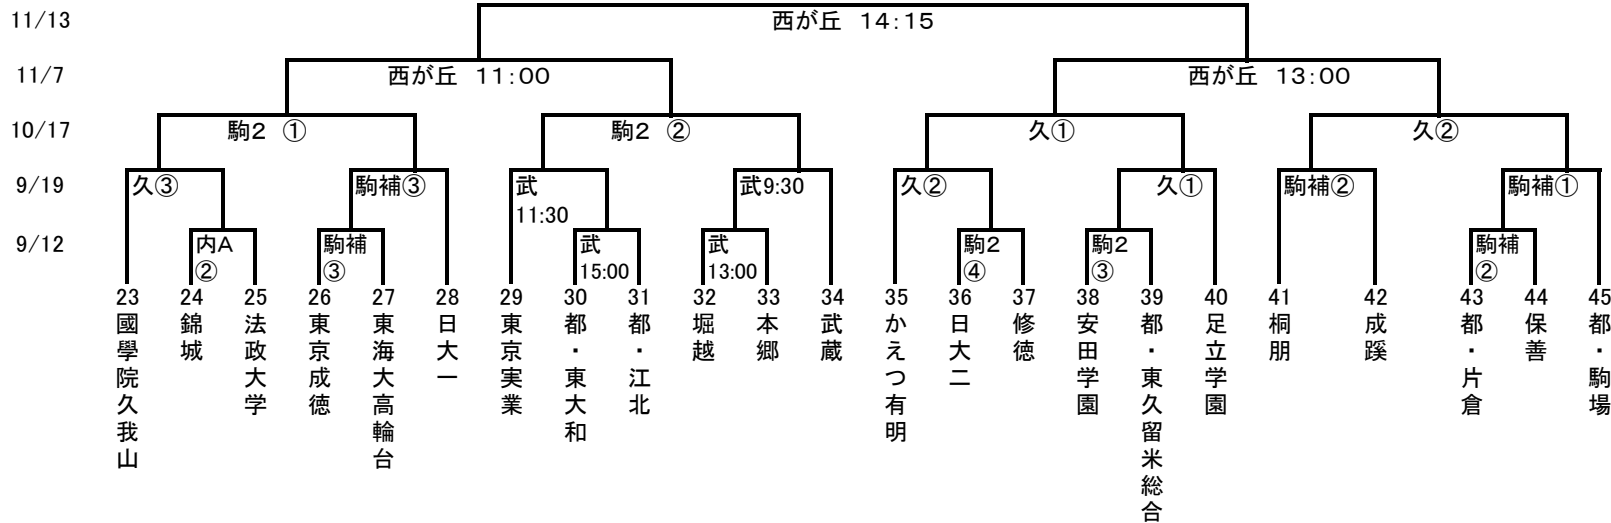 11/13
西が丘 14:15
11/7
西が丘 11:00
西が丘 13:00
10/17
駒2 ①
駒2 ②
久①
久②
9/19
久③
駒補③
武
11:30
武9:30
久②
久①
駒補②
駒補①
9/12
内A
②
駒補
③
武
15:00
武
13:00
駒2
④
駒2
③
駒補
②
23
國學院久我山
24
錦城
25
法政大学
26
東京成徳
27
東海大高輪台
28
日大一
29
東京実業
30
都・東大和
31
都・江北
32
堀越
33
本郷
34
武蔵
35
かえつ有明
36
日大二
37
修徳
38
安田学園
39
都・東久留米総合
40
足立学園
41
桐朋
42
成蹊
43
都・片倉
44
保善
45
都・駒場